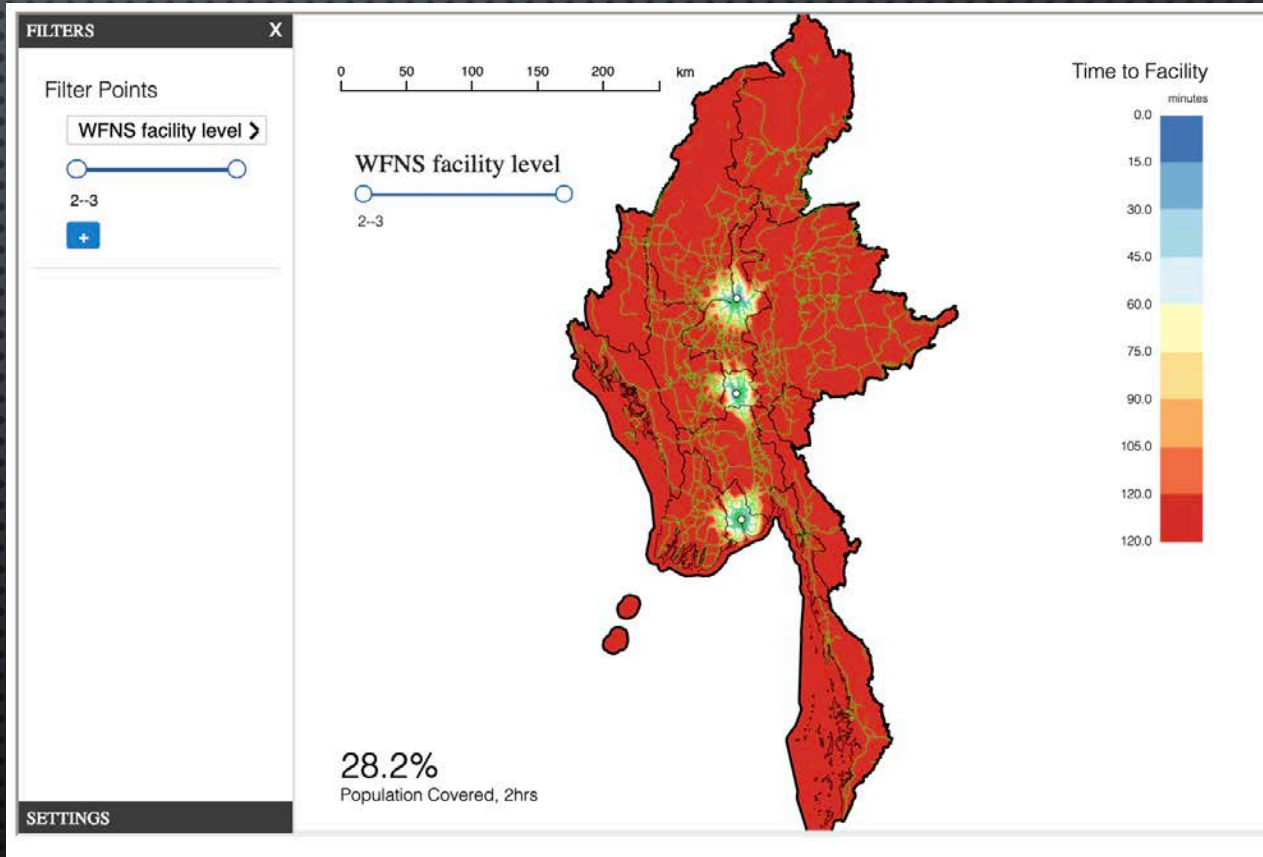 FILTERS X
Filter Points
WFNS facility level >
2--3
+
SETTINGS
0 50 100 150 200 km
WFNS facility level
2--3
28.2%
Population Covered, 2hrs
Time to Facility
minutes
0.0
15.0
30.0
45.0
60.0
75.0
90.0
105.0
120.0
120.0